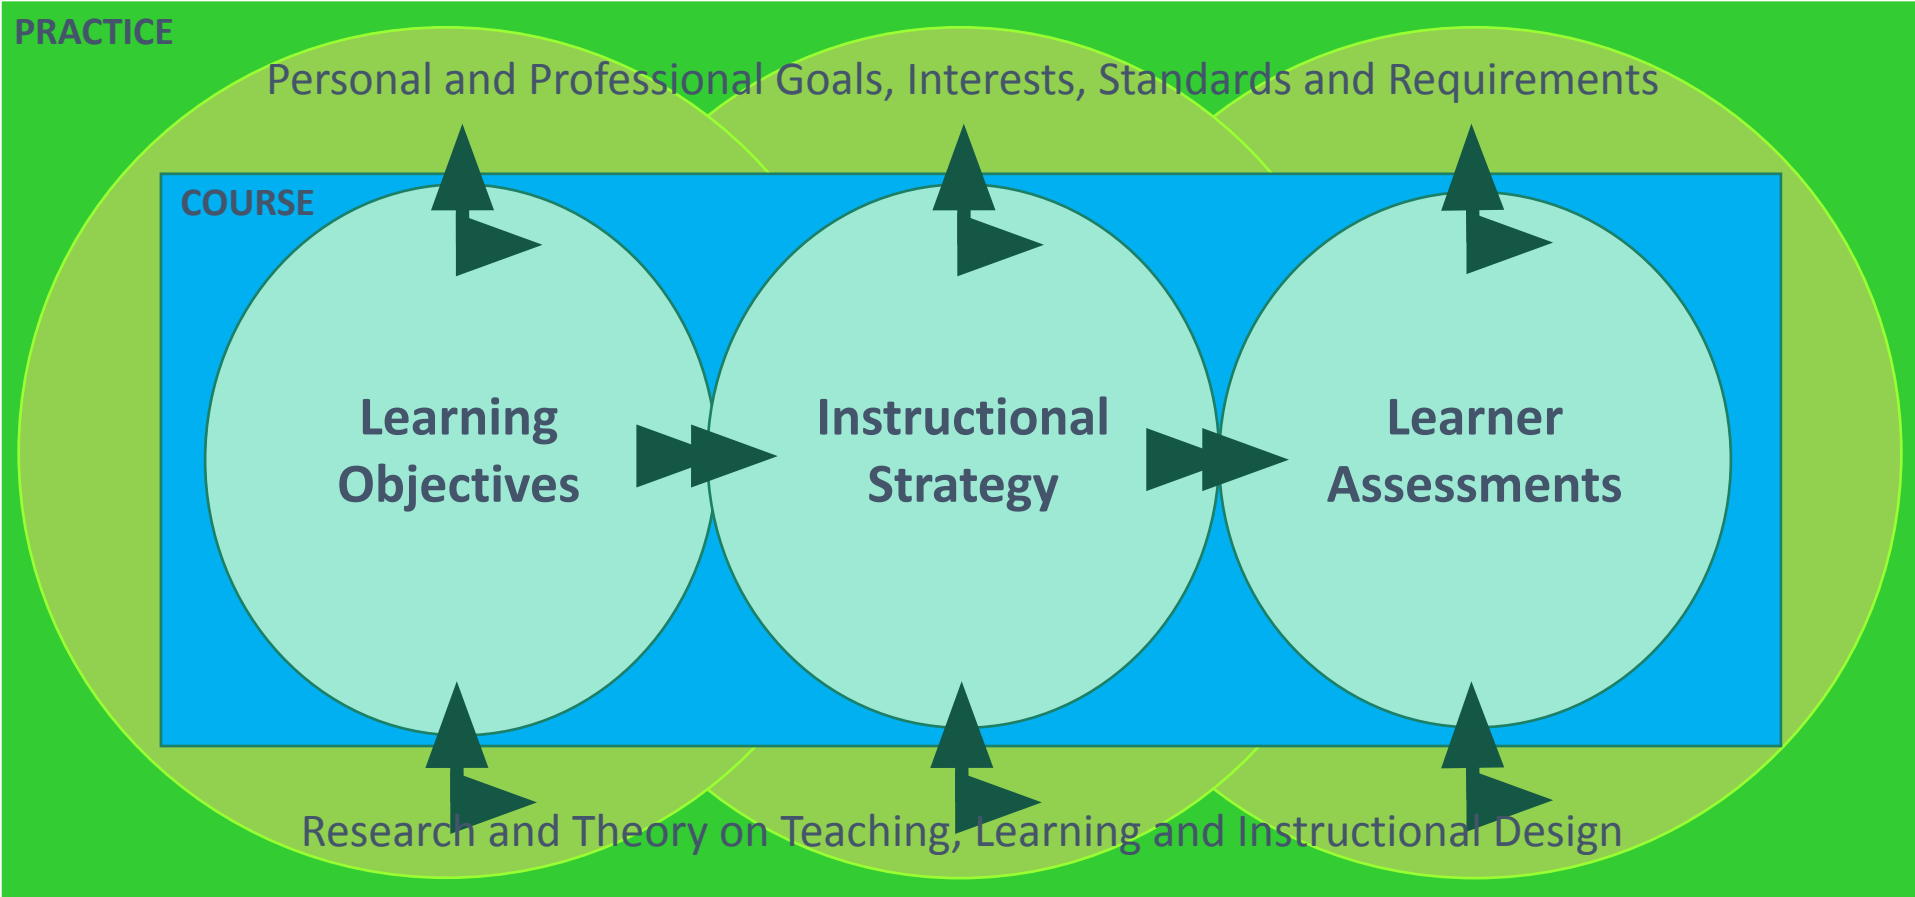 PRACTICE
Personal and Professional Goals, Interests, Standards and Requirements
COURSE
Learning
Objectives
Instructional
Strategy
Learner
Assessments
Research and Theory on Teaching, Learning and Instructional Design